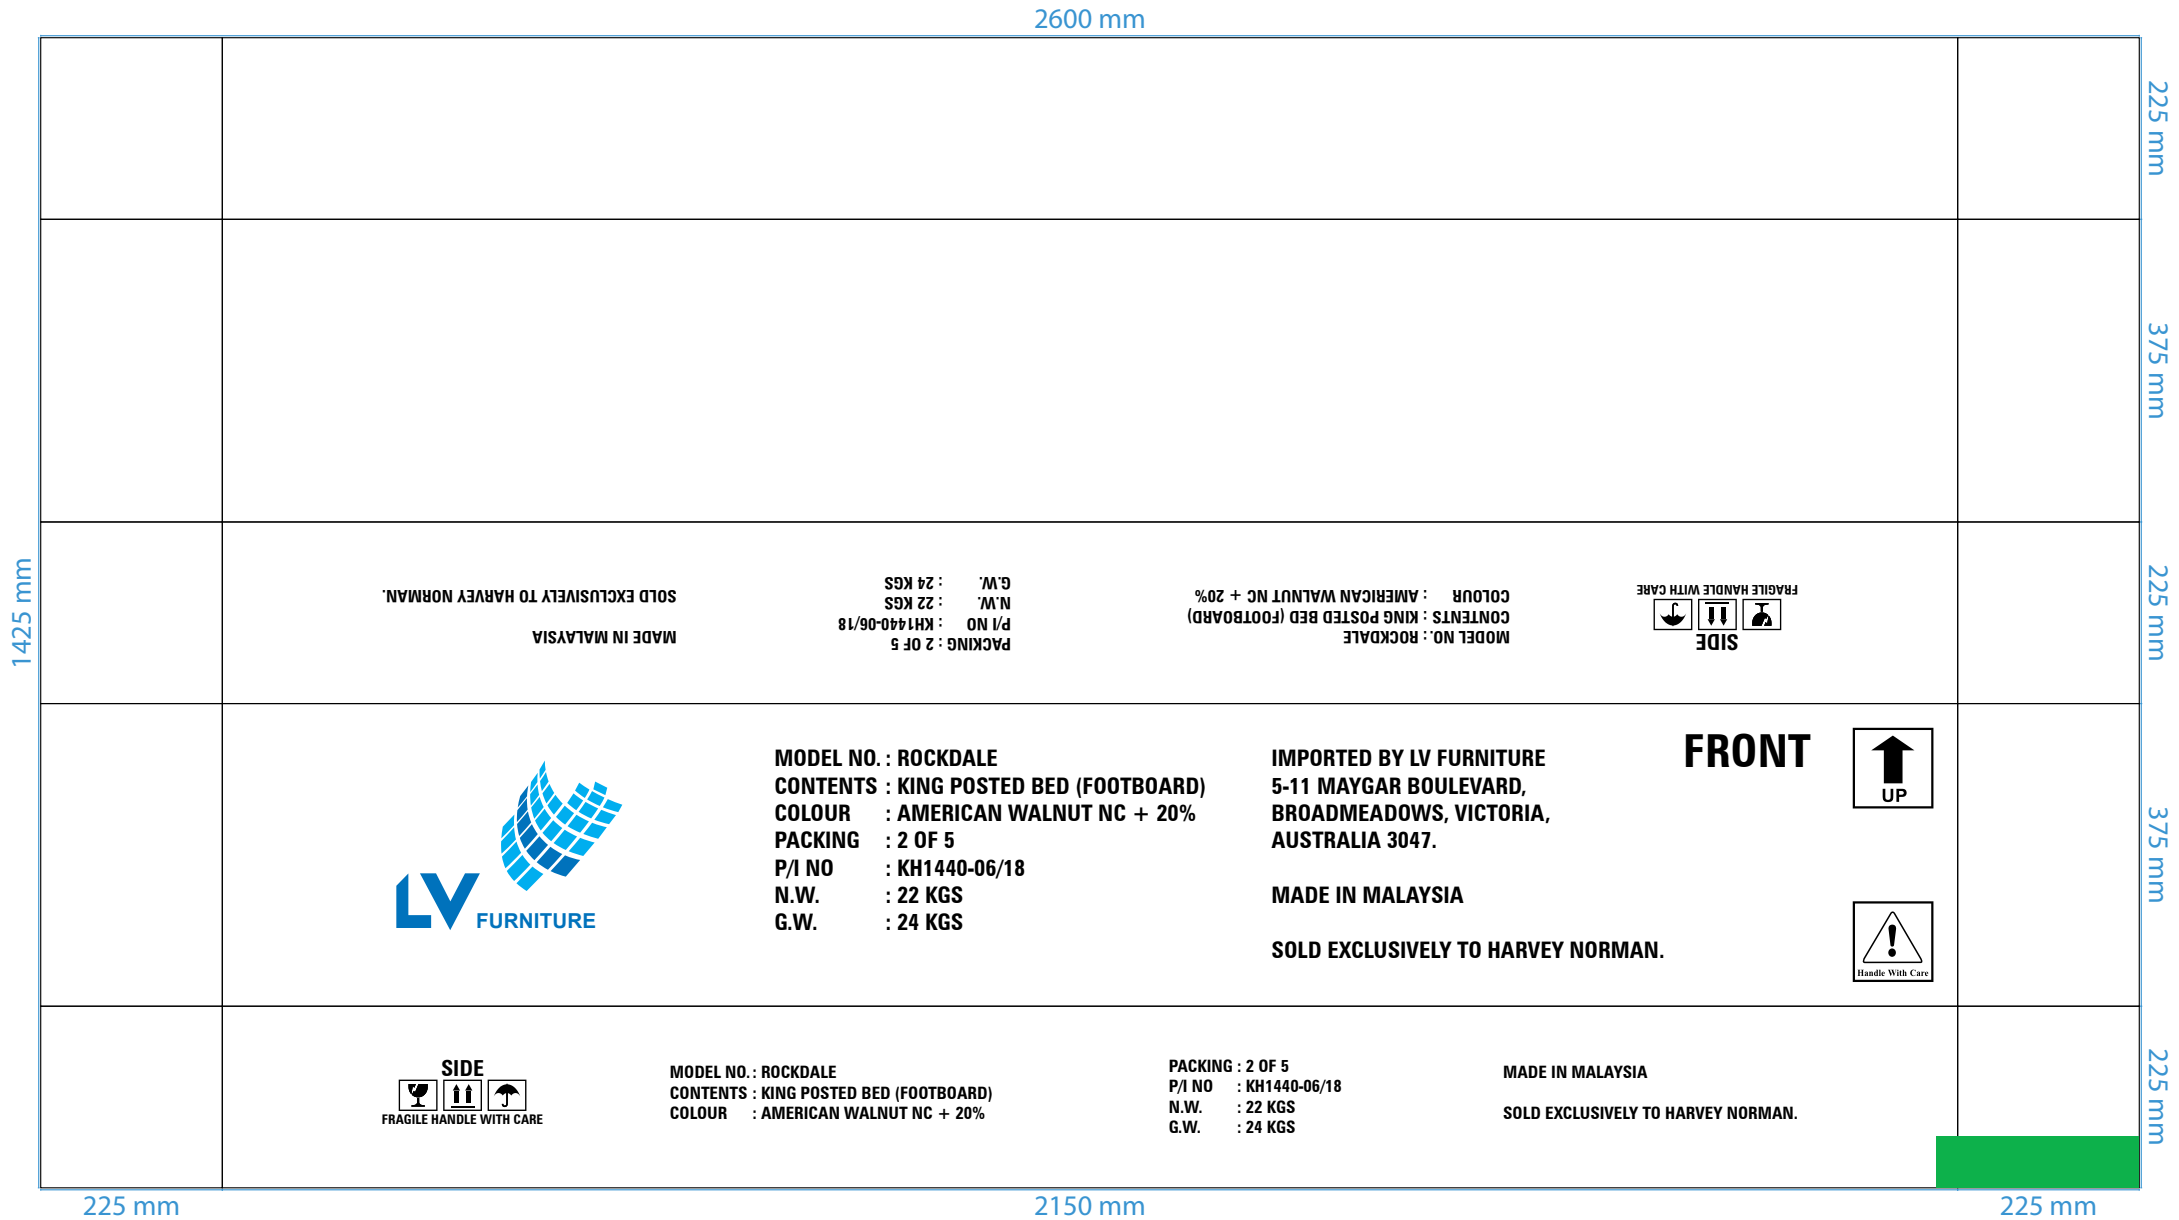 2600 mm
225 mm
375 mm
225 mm
375 mm
225 mm
1425 mm
SIDE
FRAGILE HANDLE WITH CARE
MODEL NO. : ROCKDALE
CONTENTS : KING POSTED BED (FOOTBOARD)
COLOUR : AMERICAN WALNUT NC + 20%
PACKING : 2 OF 5
P/I NO : KH1440-06/18
N.W. : 22 KGS
G.W. : 24 KGS
MADE IN MALAYSIA
SOLD EXCLUSIVELY TO HARVEY NORMAN.
LV FURNITURE
MODEL NO. : ROCKDALE
CONTENTS : KING POSTED BED (FOOTBOARD)
COLOUR : AMERICAN WALNUT NC + 20%
PACKING : 2 OF 5
P/I NO : KH1440-06/18
N.W. : 22 KGS
G.W. : 24 KGS
IMPORTED BY LV FURNITURE
5-11 MAYGAR BOULEVARD,
BROADMEADOWS, VICTORIA,
AUSTRALIA 3047.
MADE IN MALAYSIA
SOLD EXCLUSIVELY TO HARVEY NORMAN.
FRONT
UP
Handle With Care
SIDE
FRAGILE HANDLE WITH CARE
MODEL NO. : ROCKDALE
CONTENTS : KING POSTED BED (FOOTBOARD)
COLOUR : AMERICAN WALNUT NC + 20%
PACKING : 2 OF 5
P/I NO : KH1440-06/18
N.W. : 22 KGS
G.W. : 24 KGS
MADE IN MALAYSIA
SOLD EXCLUSIVELY TO HARVEY NORMAN.
225 mm
2150 mm
225 mm